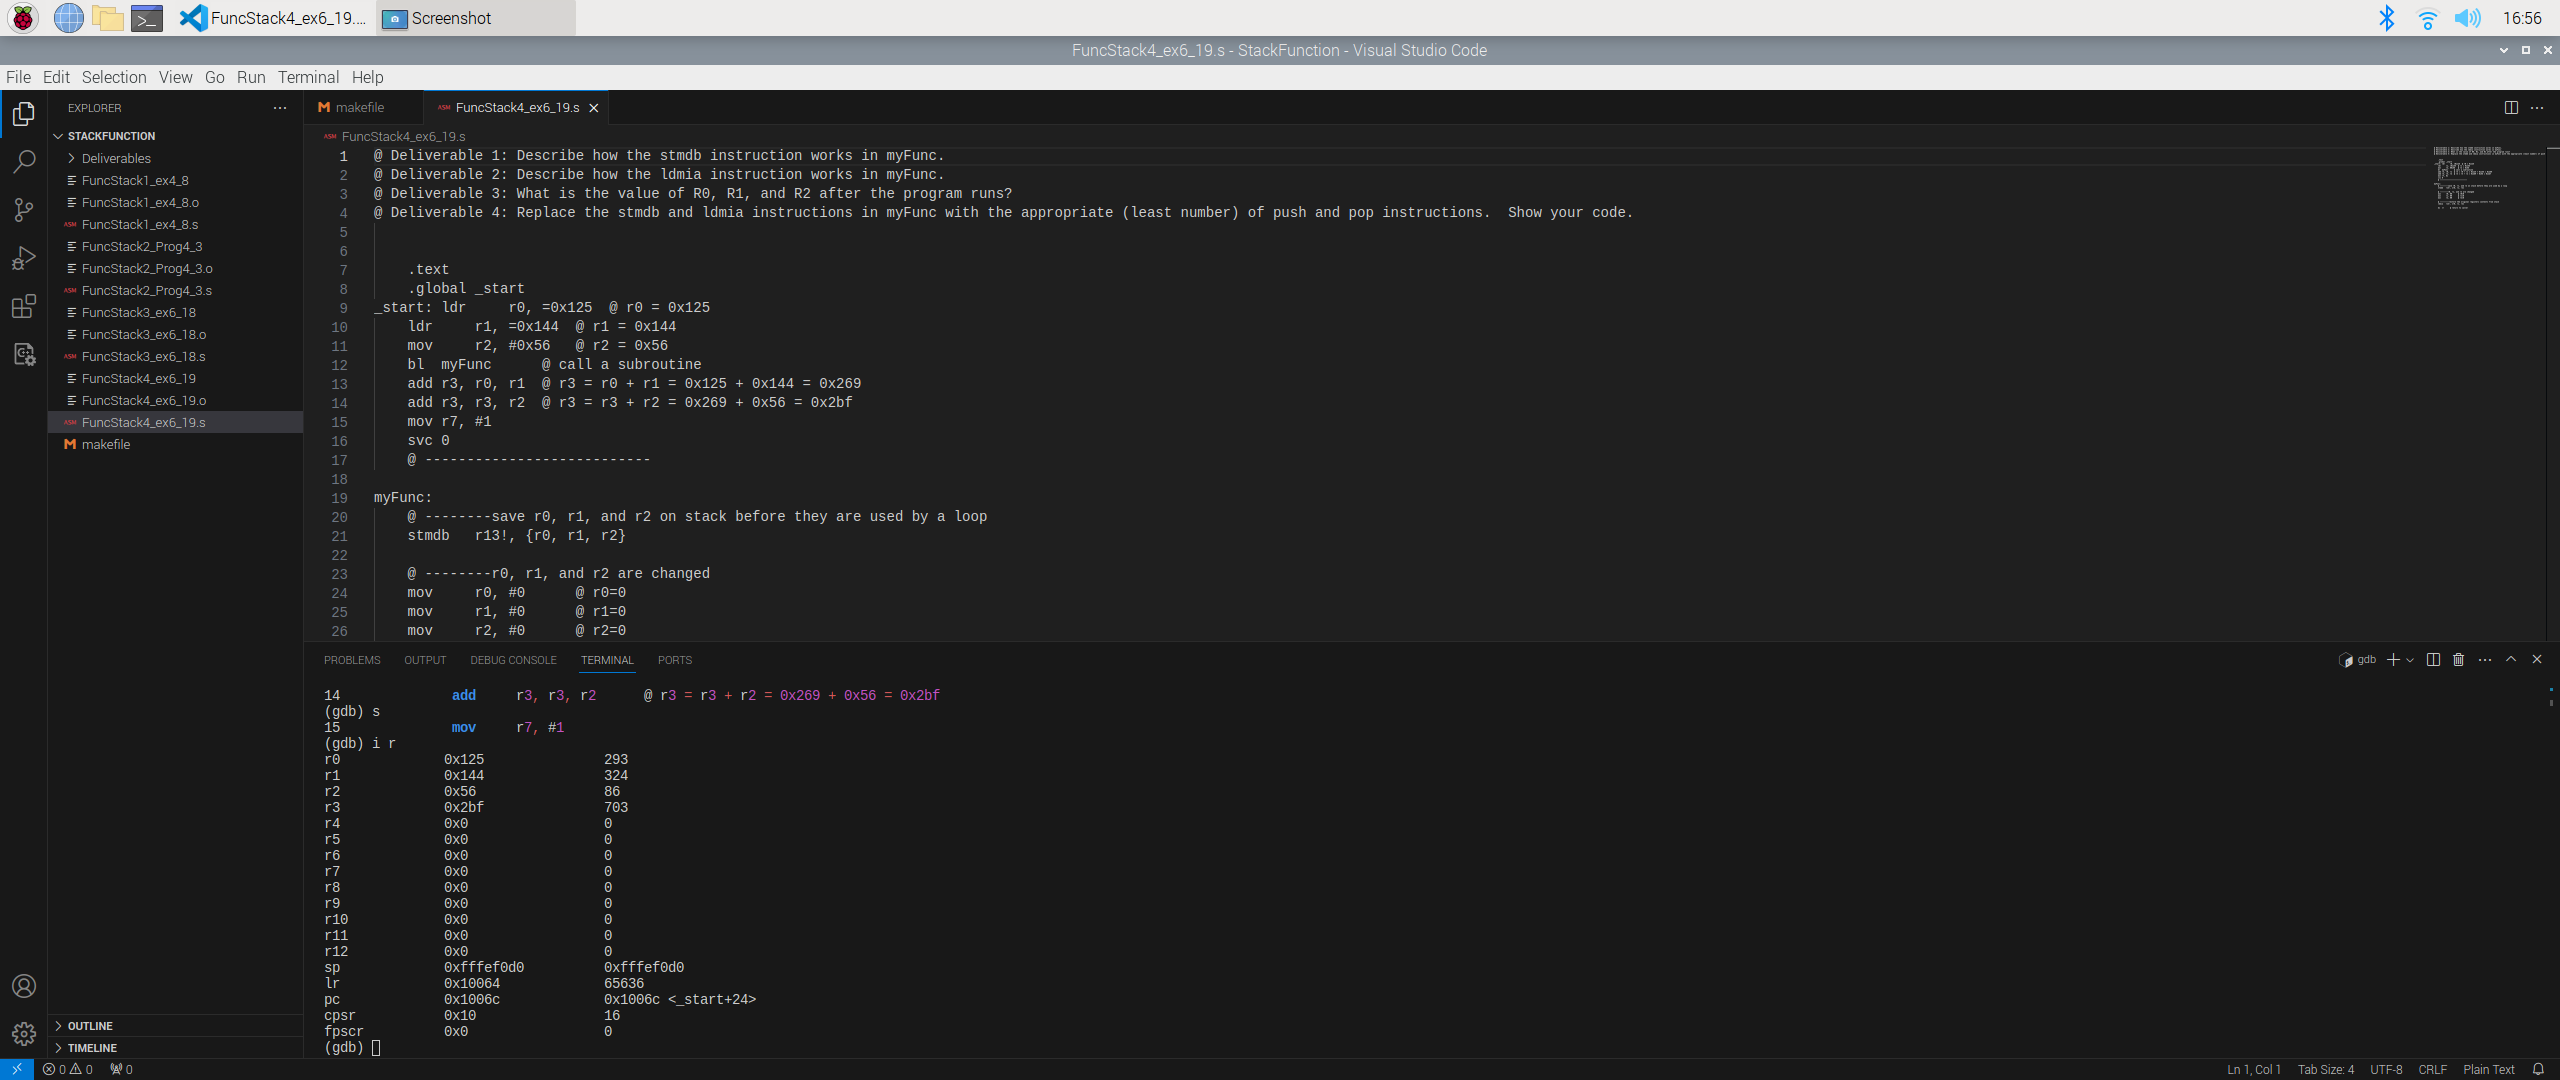 FuncStack4_ex6_19....
Screenshot
16:56
FuncStack4_ex6_19.s - StackFunction - Visual Studio Code
File Edit Selection View Go Run Terminal Help
EXPLORER
STACKFUNCTION
Deliverables
FuncStack1_ex4_8
FuncStack1_ex4_8.o
ASM FuncStack1_ex4_8.s
FuncStack2_Prog4_3
FuncStack2_Prog4_3.o
ASM FuncStack2_Prog4_3.s
FuncStack3_ex6_18
FuncStack3_ex6_18.o
ASM FuncStack3_ex6_18.s
FuncStack4_ex6_19
FuncStack4_ex6_19.o
ASM FuncStack4_ex6_19.s
M makefile
OUTLINE
TIMELINE
M makefile
ASM FuncStack4_ex6_19.s
ASM FuncStack4_ex6_19.s
1 @ Deliverable 1: Describe how the stmdb instruction works in myFunc.
2 @ Deliverable 2: Describe how the ldmia instruction works in myFunc.
3 @ Deliverable 3: What is the value of R0, R1, and R2 after the program runs?
4 @ Deliverable 4: Replace the stmdb and ldmia instructions in myFunc with the appropriate (least number) of push and pop instructions.  Show your code.
5
6
7     .text
8     .global _start
9 _start: ldr     r0, =0x125  @ r0 = 0x125
10     ldr     r1, =0x144  @ r1 = 0x144
11     mov     r2, #0x56   @ r2 = 0x56
12     bl  myFunc      @ call a subroutine
13     add r3, r0, r1  @ r3 = r0 + r1 = 0x125 + 0x144 = 0x269
14     add r3, r3, r2  @ r3 = r3 + r2 = 0x269 + 0x56 = 0x2bf
15     mov r7, #1
16     svc 0
17     @ ---------------------------
18
19 myFunc:
20     @ --------save r0, r1, and r2 on stack before they are used by a loop
21     stmdb   r13!, {r0, r1, r2}
22
23     @ --------r0, r1, and r2 are changed
24     mov     r0, #0      @ r0=0
25     mov     r1, #0      @ r1=0
26     mov     r2, #0      @ r2=0
PROBLEMS OUTPUT DEBUG CONSOLE TERMINAL PORTS
gdb
14              add     r3, r3, r2      @ r3 = r3 + r2 = 0x269 + 0x56 = 0x2bf
(gdb) s
15              mov     r7, #1
(gdb) i r
r0             0x125               293
r1             0x144               324
r2             0x56                86
r3             0x2bf               703
r4             0x0                 0
r5             0x0                 0
r6             0x0                 0
r7             0x0                 0
r8             0x0                 0
r9             0x0                 0
r10            0x0                 0
r11            0x0                 0
r12            0x0                 0
sp             0xfffef0d0          0xfffef0d0
lr             0x10064             65636
pc             0x1006c             0x1006c <_start+24>
cpsr           0x10                16
fpscr          0x0                 0
(gdb)
0 0 0
Ln 1, Col 1 Tab Size: 4 UTF-8 CRLF Plain Text